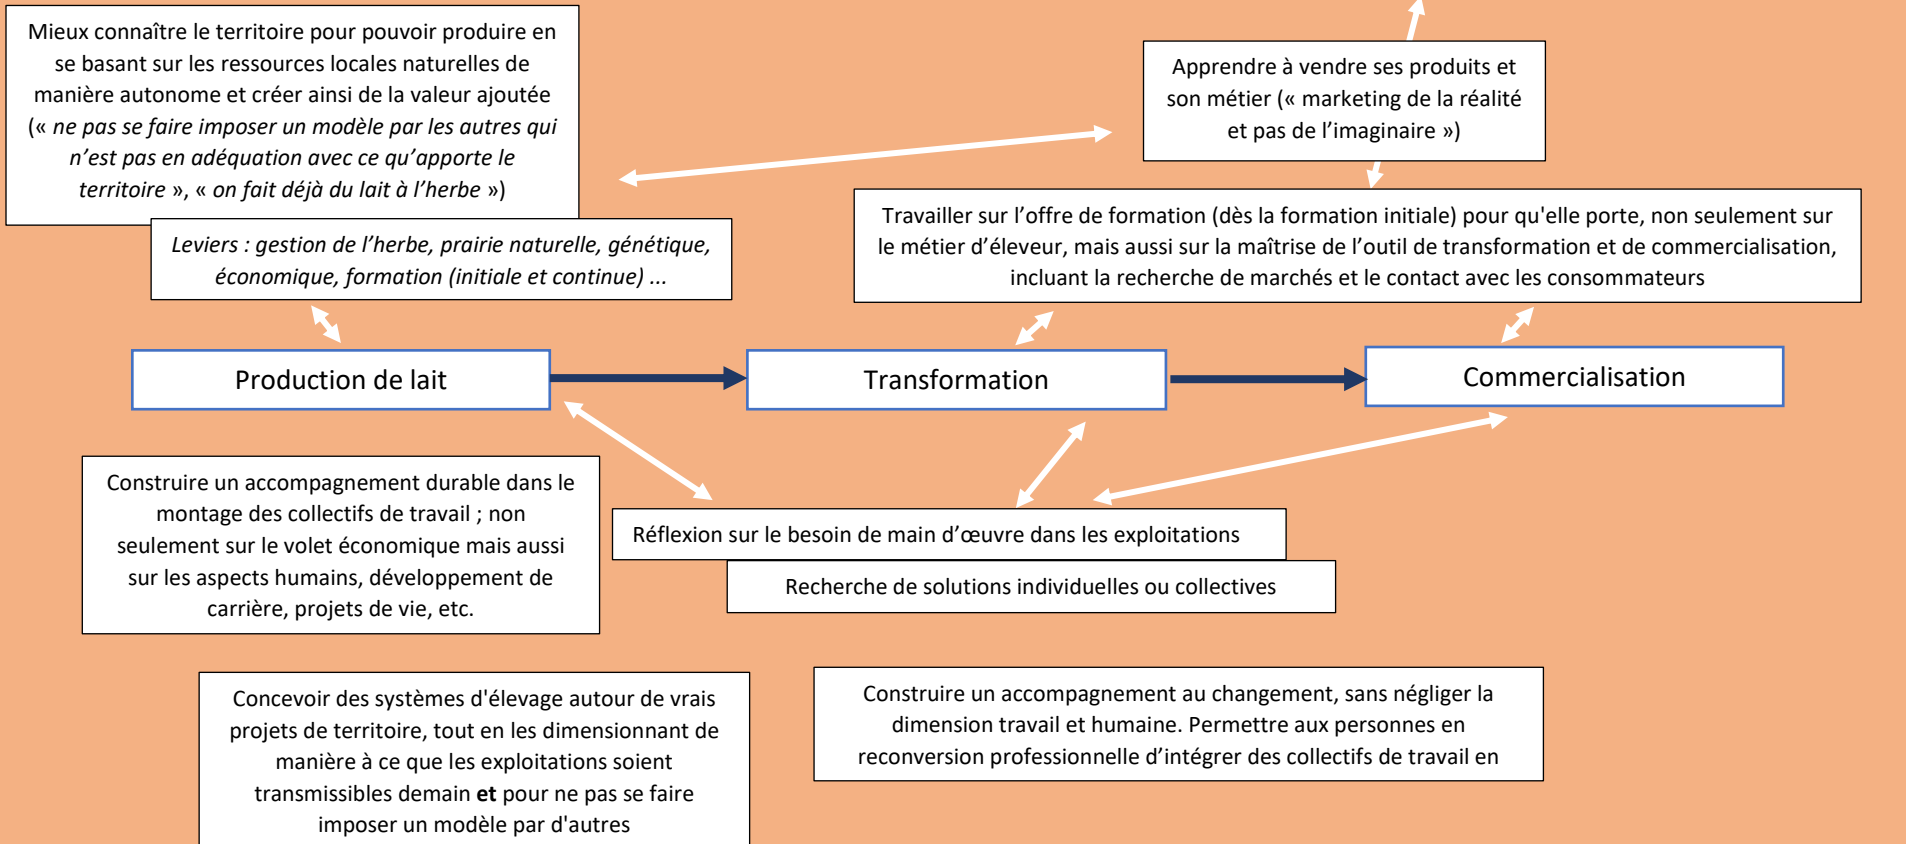 Mieux connaître le territoire pour pouvoir produire en
se basant sur les ressources locales naturelles de
manière autonome et créer ainsi de la valeur ajoutée
(« ne pas se faire imposer un modèle par les autres qui
n’est pas en adéquation avec ce qu’apporte le
territoire », « on fait déjà du lait à l’herbe »)
Leviers : gestion de l’herbe, prairie naturelle, génétique,
économique, formation (initiale et continue) ...
Apprendre à vendre ses produits et
son métier (« marketing de la réalité
et pas de l’imaginaire »)
Travailler sur l’offre de formation (dès la formation initiale) pour qu'elle porte, non seulement sur
le métier d’éleveur, mais aussi sur la maîtrise de l’outil de transformation et de commercialisation,
incluant la recherche de marchés et le contact avec les consommateurs
Production de lait
Transformation
Commercialisation
Construire un accompagnement durable dans le
montage des collectifs de travail ; non
seulement sur le volet économique mais aussi
sur les aspects humains, développement de
carrière, projets de vie, etc.
Réflexion sur le besoin de main d’œuvre dans les exploitations
Recherche de solutions individuelles ou collectives
Concevoir des systèmes d'élevage autour de vrais
projets de territoire, tout en les dimensionnant de
manière à ce que les exploitations soient
transmissibles demain et pour ne pas se faire
imposer un modèle par d'autres
Construire un accompagnement au changement, sans négliger la
dimension travail et humaine. Permettre aux personnes en
reconversion professionnelle d’intégrer des collectifs de travail en